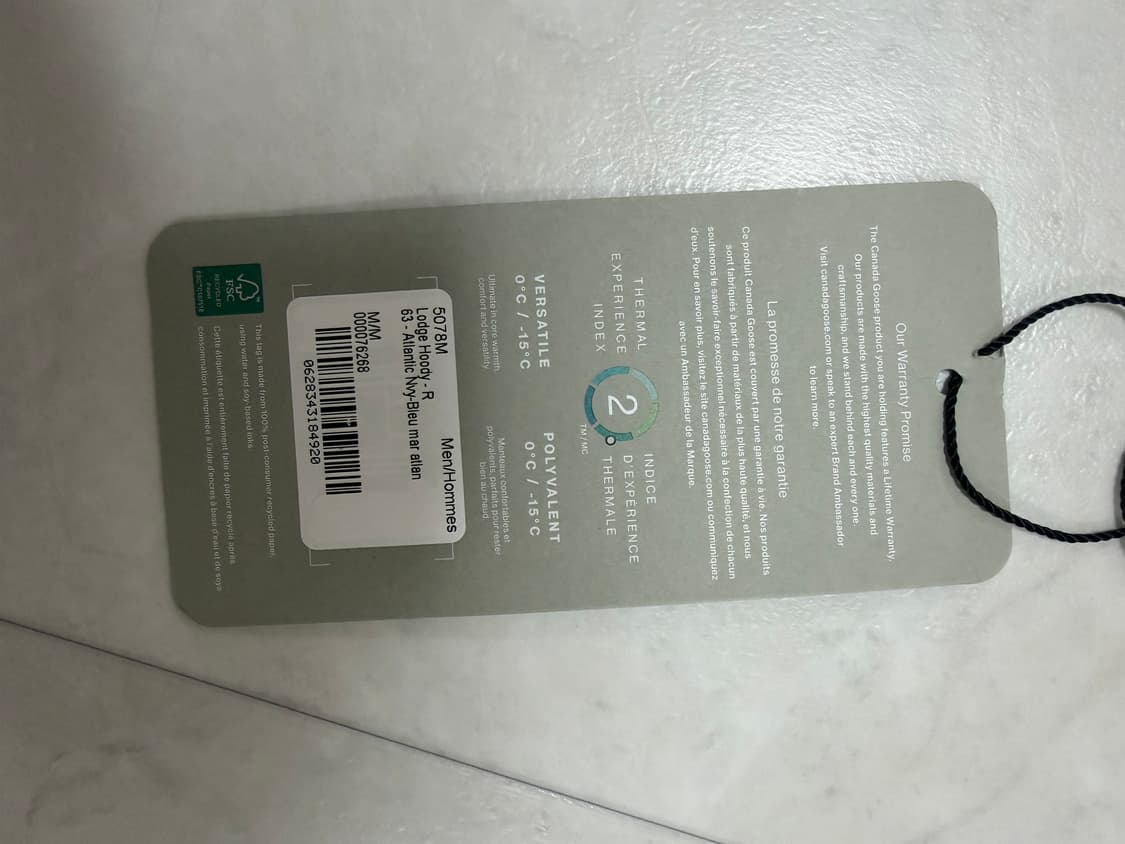 Our Warranty Promise
The Canada Goose product you are holding features a Lifetime Warranty.
Our products are made with the highest quality materials and
craftsmanship, and we stand behind each and every one.
Visit canadagoose.com or speak to an expert Brand Ambassador
to learn more.
La promesse de notre garantie
Ce produit Canada Goose est couvert par une garantie à vie. Nos produits
sont fabriqués à partir de matériaux de la plus haute qualité, et nous
soutenons le savoir-faire exceptionnel nécessaire à la confection de chacun
d'eux. Pour en savoir plus, visitez le site canadagoose.com ou communiquez
avec un Ambassadeur de la Marque.
THERMAL
EXPERIENCE
INDEX
2
TM/MC
INDICE
D'EXPÉRIENCE
THERMALE
VERSATILE
0°C / -15°C
Ultimate in core warmth,
comfort and versatility.
POLYVALENT
0°C / -15°C
Manteaux confortables et
polyvalents, parfaits pour rester
bien au chaud.
5078M Men/Hommes
Lodge Hoody - R
63 - Atlantic Nvy-Bleu mar atlan
M/M
000076268
0628343184920
FSC
RECYCLED
Paper
This tag is made from 100% post-consumer recycled paper,
using water and soy-based inks.
Cette étiquette est entièrement faite de papier recyclé après
consommation et imprimée à l'aide d'encres à base d'eau et de soya